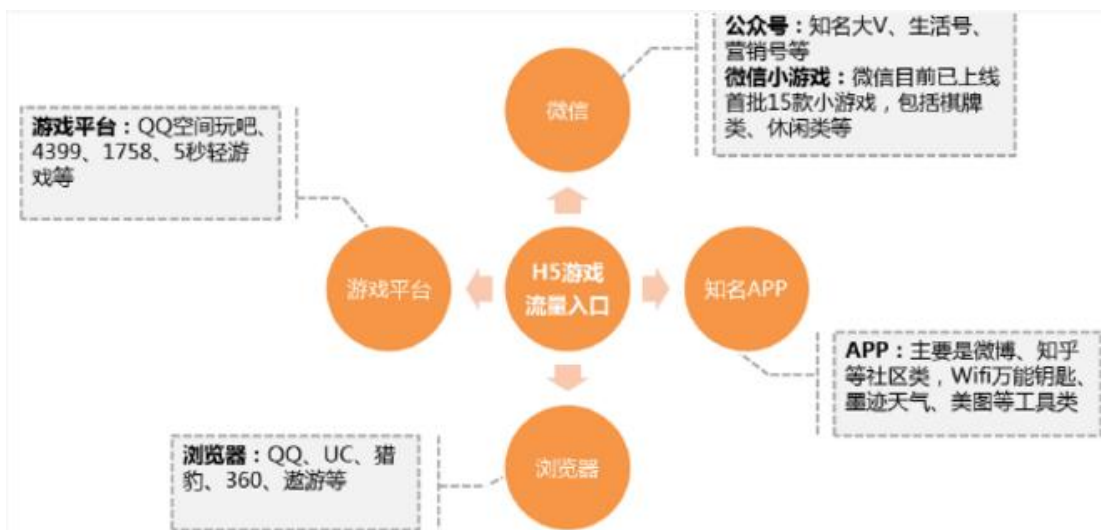 公众号：知名大V、生活号、
营销号等
微信小游戏：微信目前已上线
首批15款小游戏，包括棋牌
类、休闲类等
微信
游戏平台：QQ空间玩吧、
4399、1758、5秒轻游
戏等
游戏平台
H5游戏
流量入口
知名APP
APP：主要是微博、知乎
等社区类，Wifi万能钥匙、
墨迹天气、美图等工具类
浏览器：QQ、UC、猎
豹、360、遨游等
浏览器